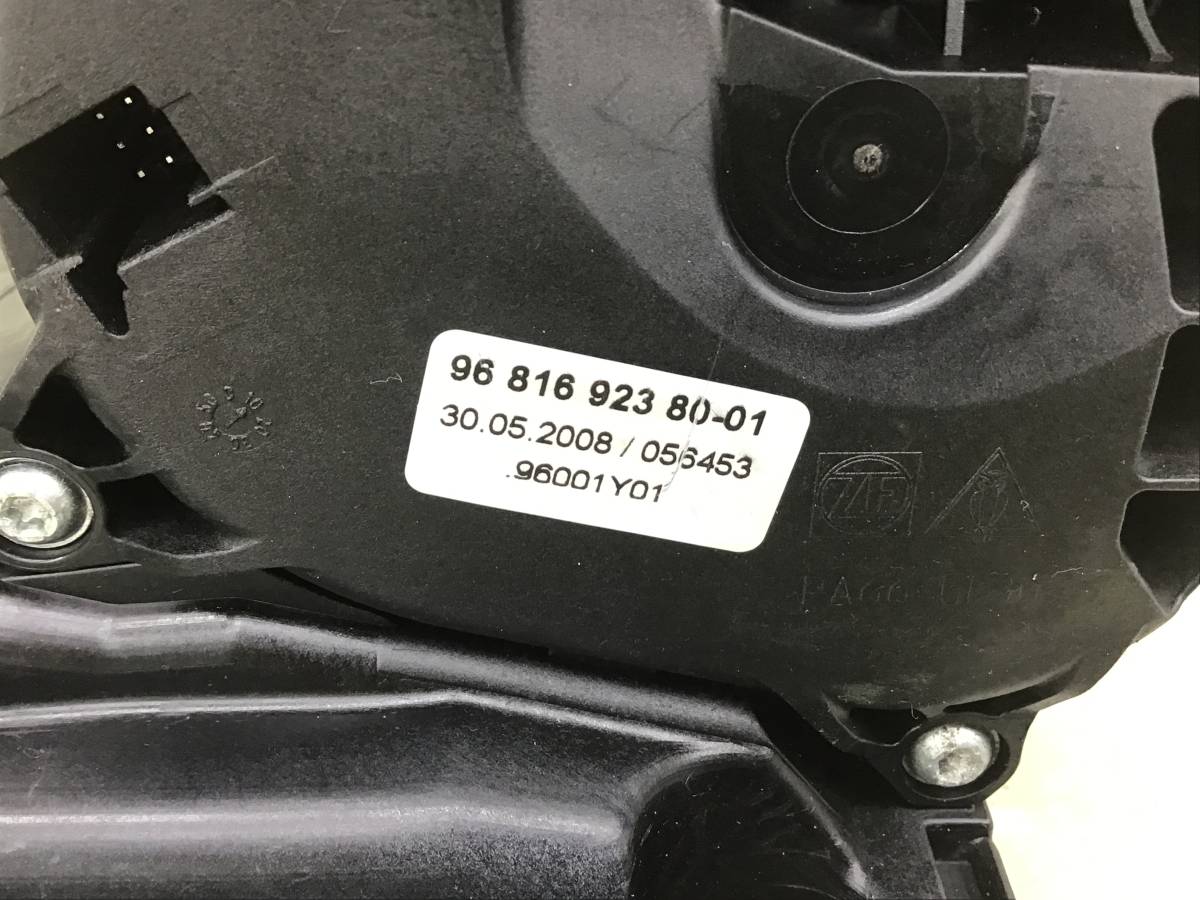 96 816 923 80-01
30.05.2008 / 056453
.96001Y01
ZF